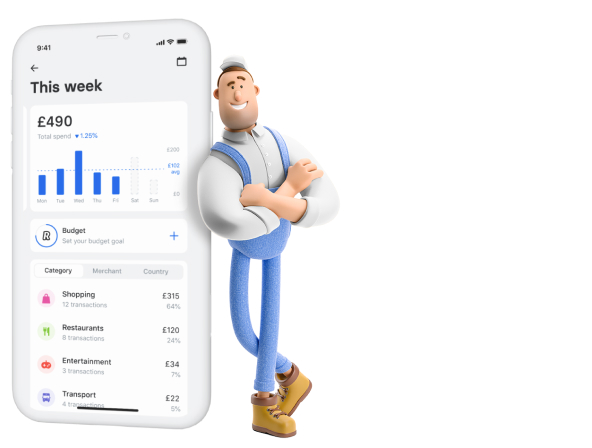 9:41
This week
£490
Total spend ▼1.25%
£200
£102
avg
£0
Mon Tue Wed Thu Fri Sat Sun
Budget
Set your budget goal
Category Merchant Country
Shopping £315
12 transactions 64%
Restaurants £120
8 transactions 24%
Entertainment £34
3 transactions 7%
Transport £22
4 transactions 5%